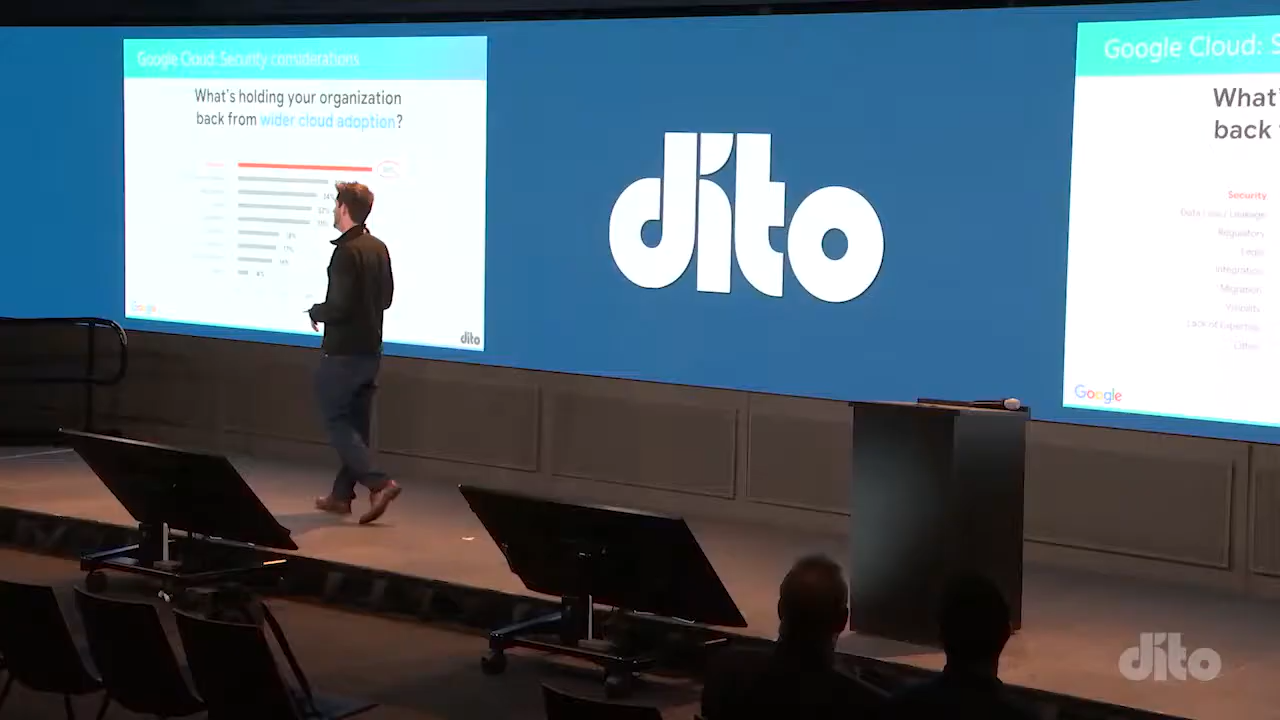 Google Cloud: Security considerations
What's holding your organization
back from wider cloud adoption?
4%
Google
dito
dito
Google Cloud: S
What'
back
Security
Data Loss / Leakage
Regulatory
Legal
Integration
Migration
Visibility
Lack of Expertise
Other
Google
dito